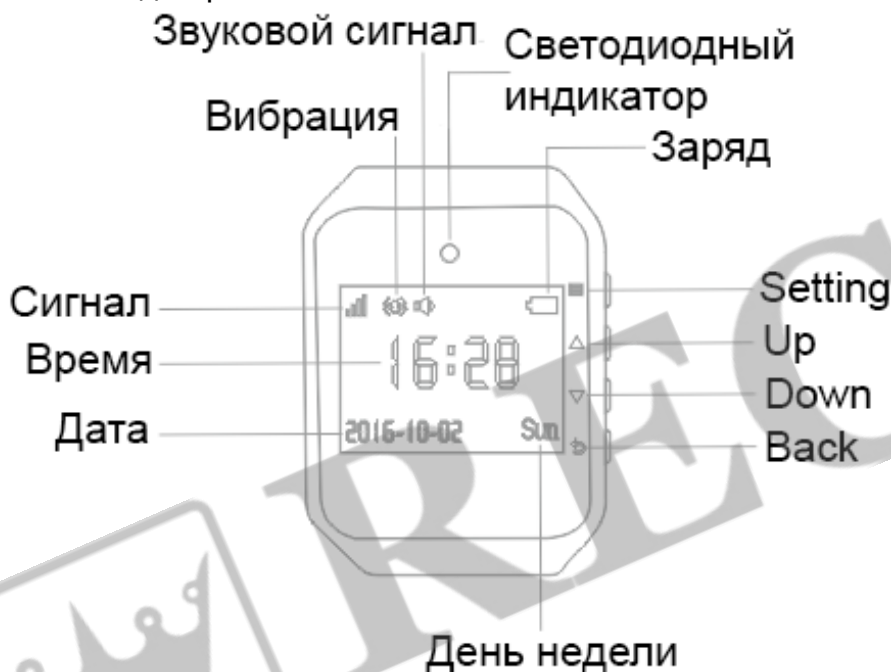 Звуковой сигнал
Светодиодный
индикатор
Вибрация
Заряд
Сигнал
Setting
16:28
Время
Up
Down
Дата
2016-10-02 Sun
Back
День недели
REC